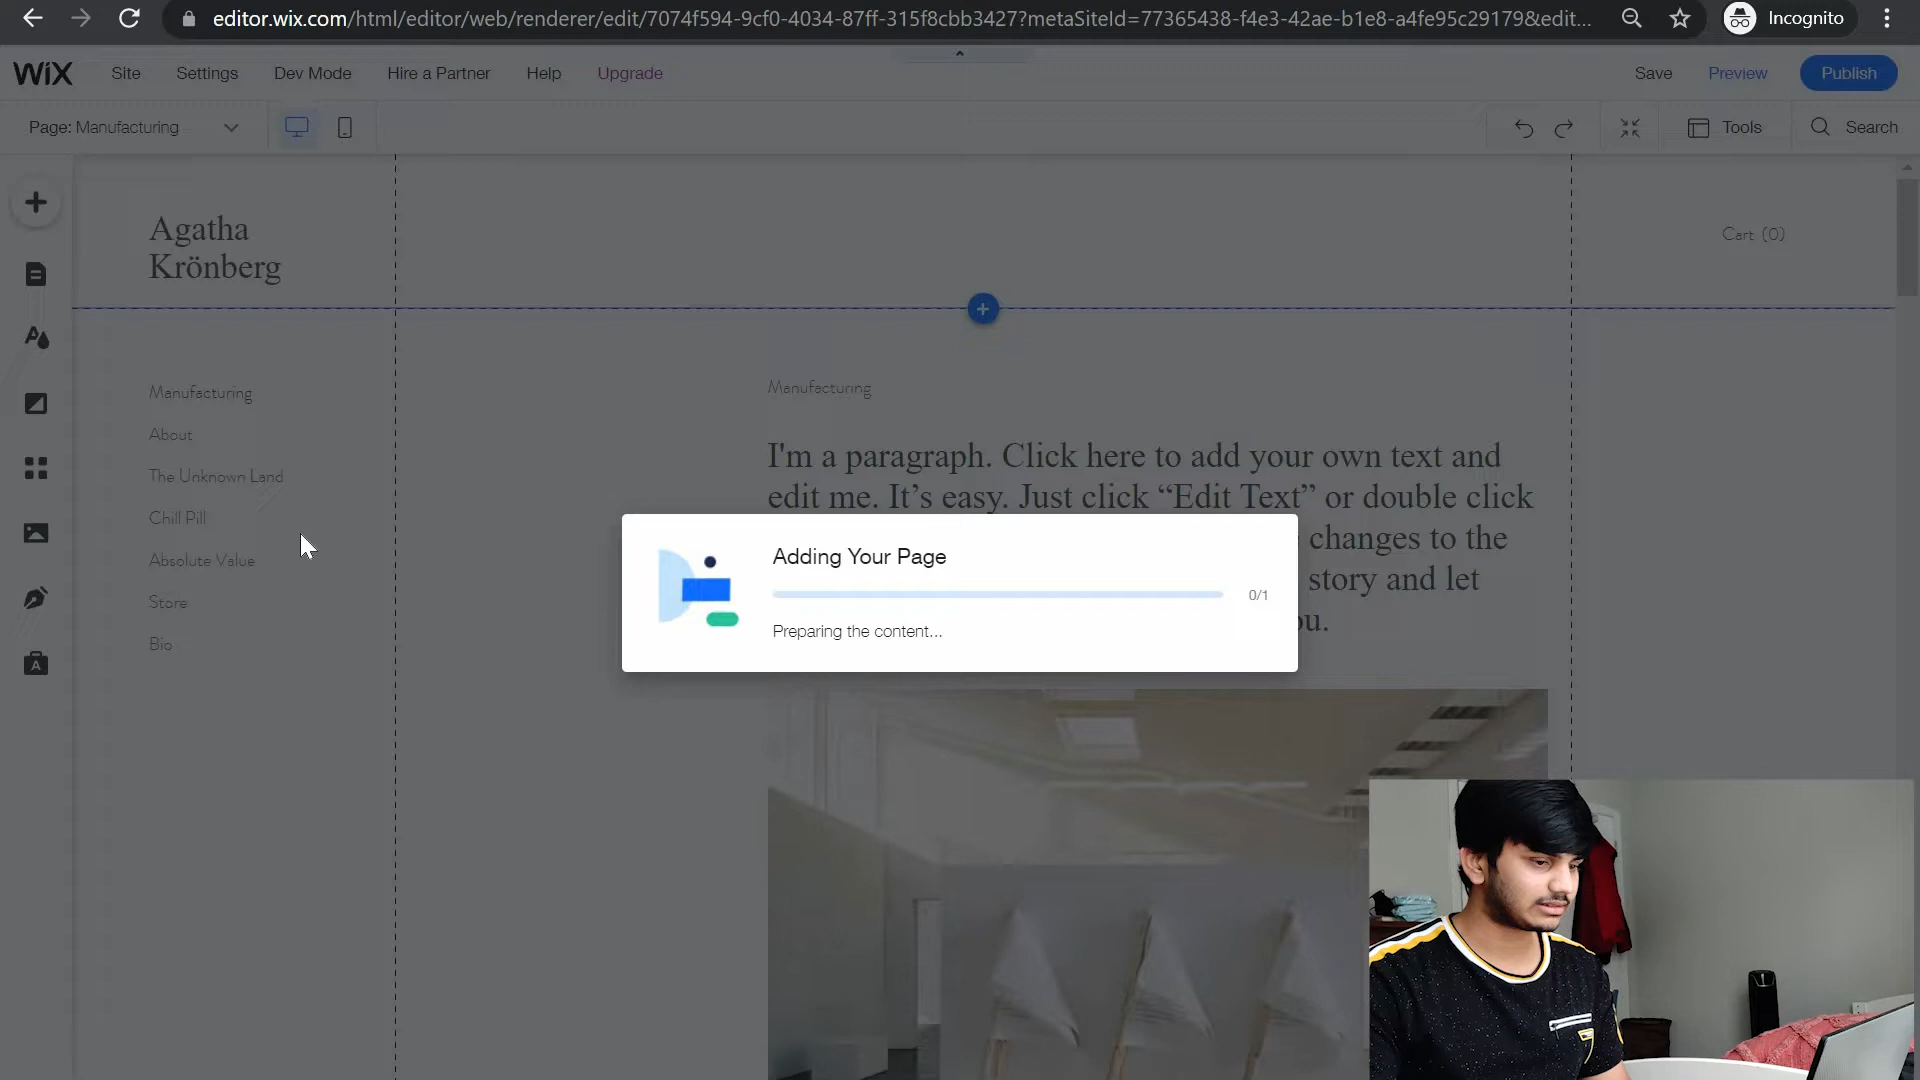 editor.wix.com/html/editor/web/renderer/edit/7074f594-9cf0-4034-87ff-315f8cbb3427?metaSiteId=77365438-f4e3-42ae-b1e8-a4fe95c29179&edit...
Incognito
WiX Site Settings Dev Mode Hire a Partner Help Upgrade Save Preview Publish
Page: Manufacturing Tools Search
Agatha
Krönberg
Cart (0)
Manufacturing
About
The Unknown Land
Chill Pill
Absolute Value
Store
Bio
Manufacturing
I'm a paragraph. Click here to add your own text and
edit me. It’s easy. Just click “Edit Text” or double click
changes to the
story and let
ou.
Adding Your Page
0/1
Preparing the content...